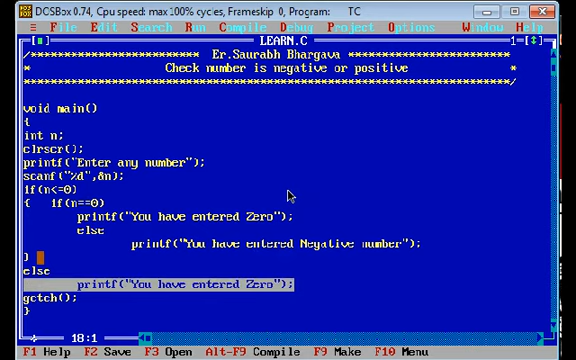 DOSBox 0.74, Cpu speed: max 100% cycles, Frameskip 0, Program: TC
File Edit Search Run Compile Debug Project Options Window Help
LEARN.C 1
/************************** Er.Saurabh Bhargava *************************
* Check number is negative or positive *
*************************************************************************/
void main()
{
int n;
clrscr();
printf("Enter any number");
scanf("%d",&n);
if(n<=0)
{ if(n==0)
printf("You have entered Zero");
else
printf("You have entered Negative number");
}
else
printf("You have entered Zero");
getch();
}
18:1
F1 Help F2 Save F3 Open Alt-F9 Compile F9 Make F10 Menu